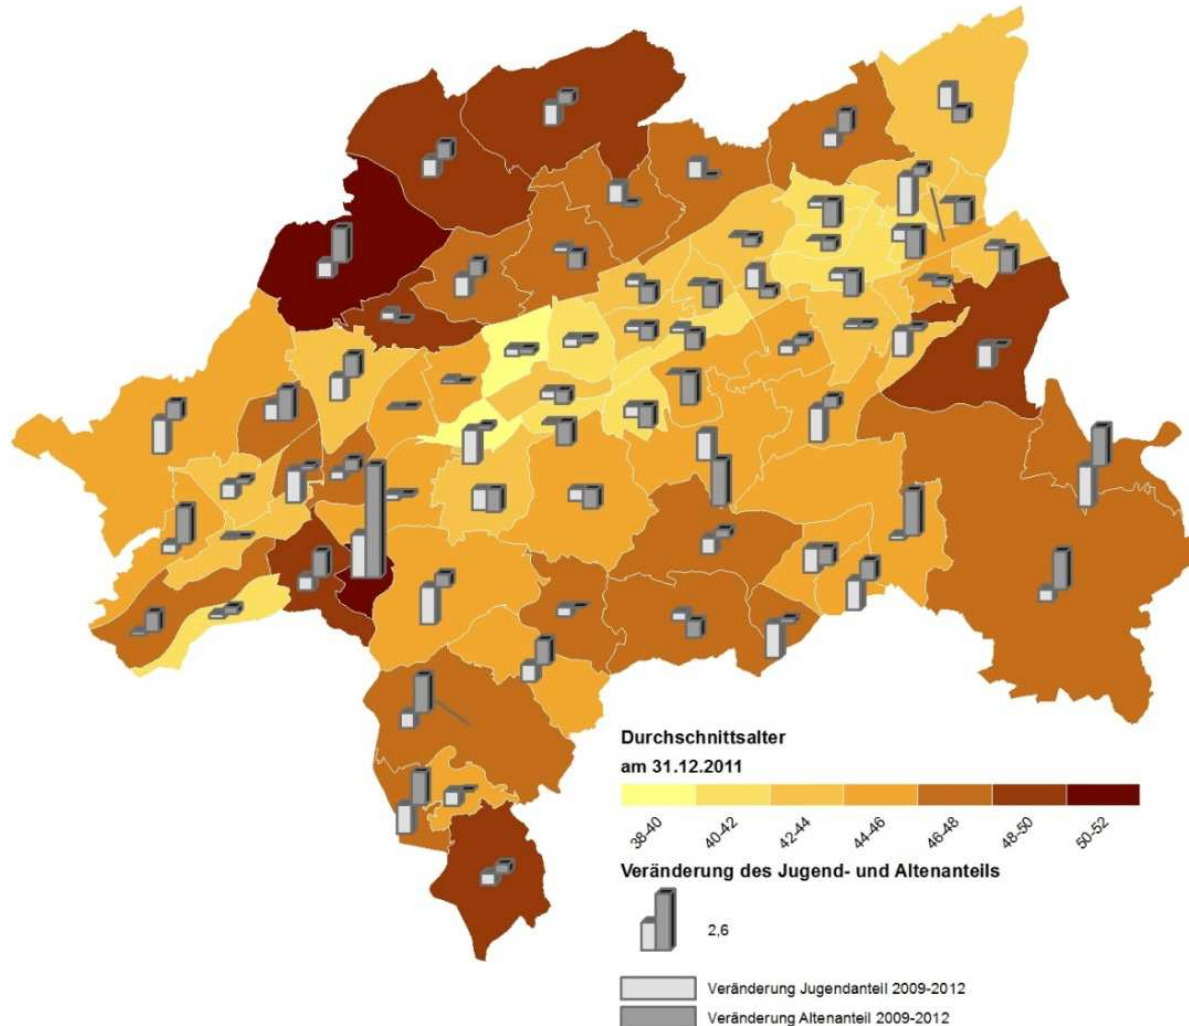 Durchschnittsalter
am 31.12.2011
38-40
40-42
42-44
44-46
46-48
48-50
50-52
Veränderung des Jugend- und Altenanteils
2,6
Veränderung Jugendanteil 2009-2012
Veränderung Altenanteil 2009-2012